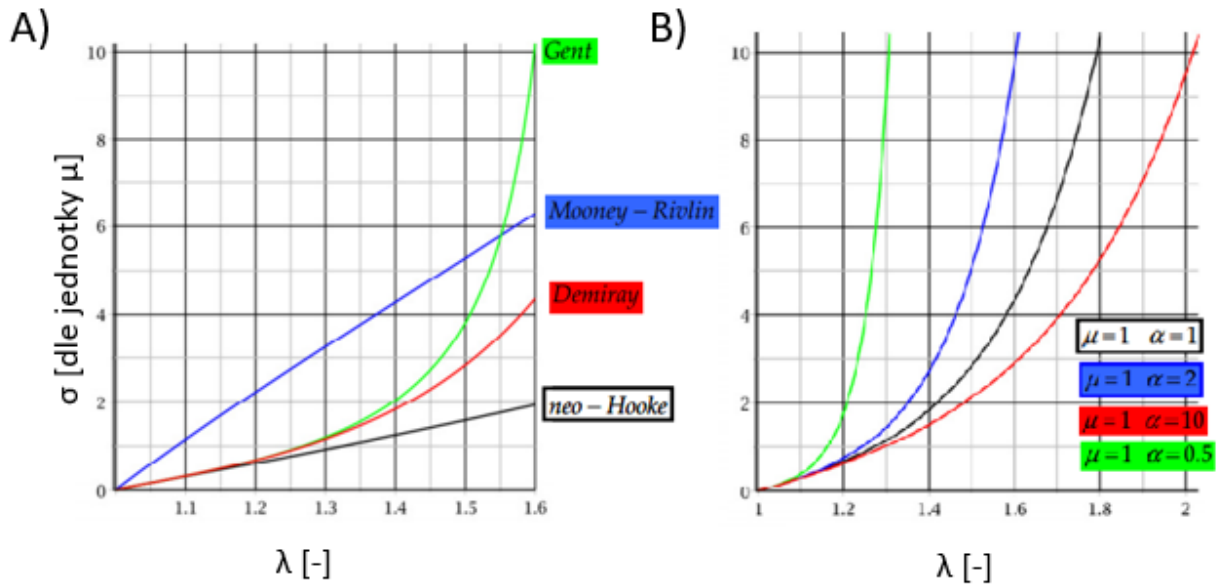 A)
10
8
6
4
2
0
1.1 1.2 1.3 1.4 1.5 1.6
σ [dle jednotky μ]
λ [-]
Gent
Mooney – Rivlin
Demiray
neo – Hooke
B)
10
8
6
4
2
0
1 1.2 1.4 1.6 1.8 2
λ [-]
μ=1 α=1
μ=1 α=2
μ=1 α=10
μ=1 α=0.5